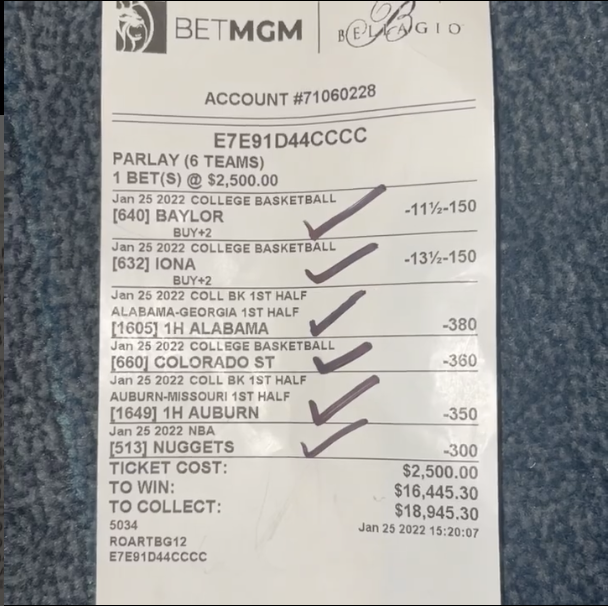 BETMGM
BELLAGIO
ACCOUNT #71060228
E7E91D44CCCC
PARLAY (6 TEAMS)
1 BET(S) @ $2,500.00
Jan 25 2022 COLLEGE BASKETBALL
[640] BAYLOR -11½-150
BUY+2
Jan 25 2022 COLLEGE BASKETBALL
[632] IONA -13½-150
BUY+2
Jan 25 2022 COLL BK 1ST HALF
ALABAMA-GEORGIA 1ST HALF
[1605] 1H ALABAMA -380
Jan 25 2022 COLLEGE BASKETBALL
[660] COLORADO ST -360
Jan 25 2022 COLL BK 1ST HALF
AUBURN-MISSOURI 1ST HALF
[1649] 1H AUBURN -350
Jan 25 2022 NBA
[513] NUGGETS -300
TICKET COST: $2,500.00
TO WIN: $16,445.30
TO COLLECT: $18,945.30
5034 Jan 25 2022 15:20:07
ROARTBG12
E7E91D44CCCC